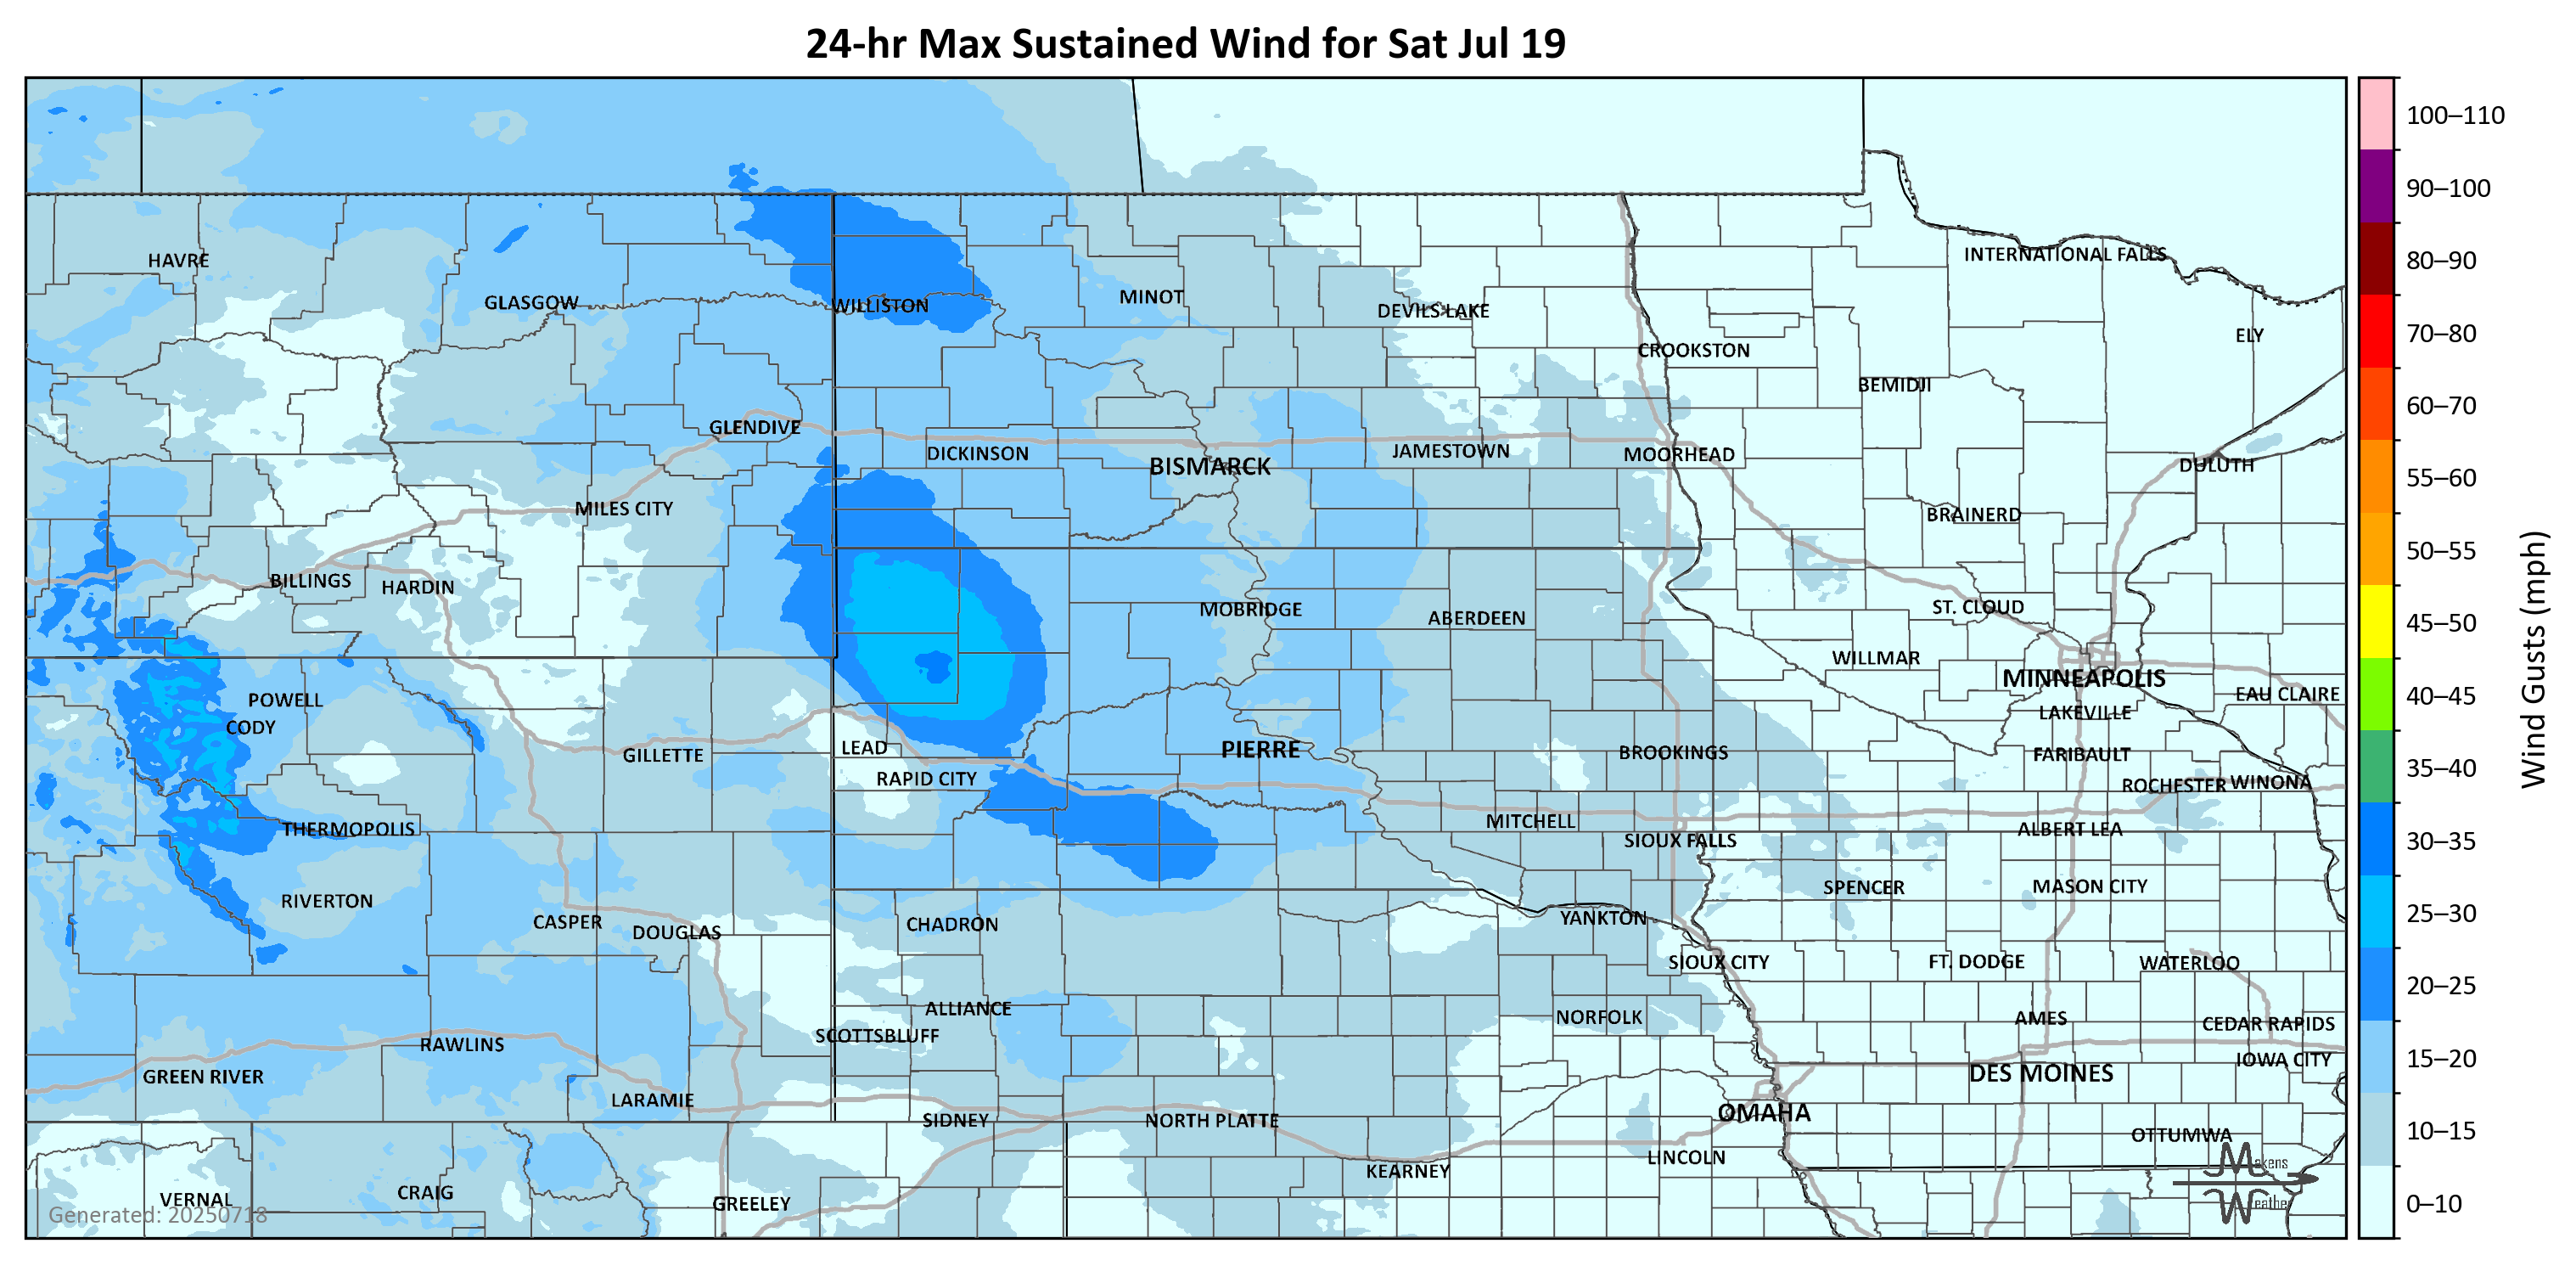 24-hr Max Sustained Wind for Sat Jul 19
100–110
90–100
80–90
70–80
60–70
55–60
50–55
45–50
40–45
35–40
30–35
25–30
20–25
15–20
10–15
0–10
Wind Gusts (mph)
HAVRE
GLASGOW
WILLISTON
MINOT
DEVILS LAKE
INTERNATIONAL FALLS
ELY
CROOKSTON
BEMIDJI
GLENDIVE
DICKINSON
BISMARCK
JAMESTOWN
MOORHEAD
DULUTH
MILES CITY
BRAINERD
BILLINGS
HARDIN
MOBRIDGE
ABERDEEN
ST. CLOUD
WILLMAR
MINNEAPOLIS
EAU CLAIRE
POWELL
CODY
LAKEVILLE
GILLETTE
LEAD
PIERRE
BROOKINGS
FARIBAULT
RAPID CITY
ROCHESTER
WINONA
THERMOPOLIS
MITCHELL
SIOUX FALLS
ALBERT LEA
RIVERTON
SPENCER
MASON CITY
CASPER
DOUGLAS
CHADRON
YANKTON
SIOUX CITY
FT. DODGE
WATERLOO
ALLIANCE
NORFOLK
AMES
CEDAR RAPIDS
SCOTTSBLUFF
RAWLINS
IOWA CITY
GREEN RIVER
DES MOINES
LARAMIE
OMAHA
SIDNEY
NORTH PLATTE
OTTUMWA
KEARNEY
LINCOLN
VERNAL
CRAIG
GREELEY
Makens
Weather
Generated: 20250718